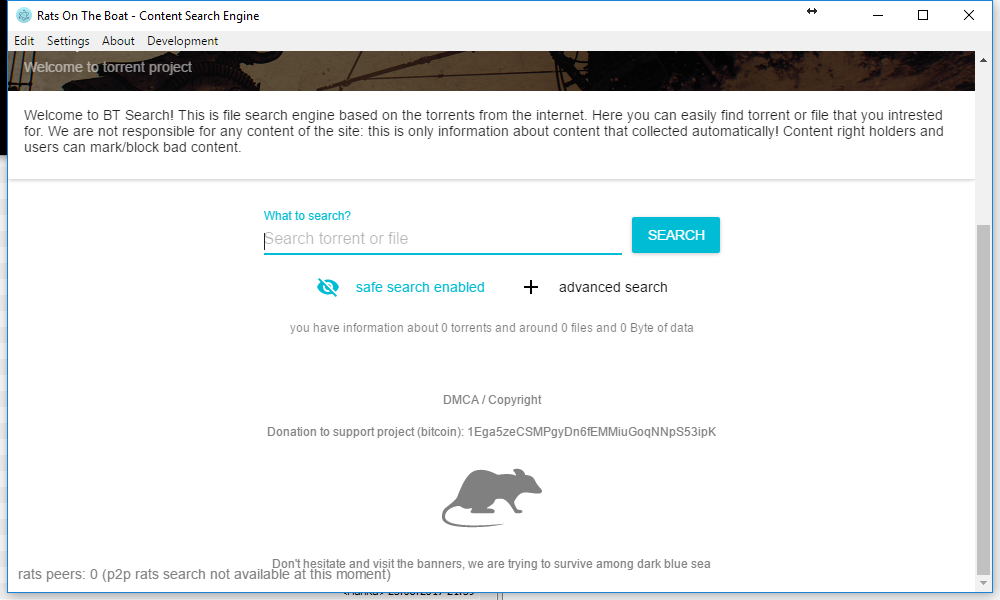 Rats On The Boat - Content Search Engine
Edit Settings About Development
Welcome to torrent project
Welcome to BT Search! This is file search engine based on the torrents from the internet. Here you can easily find torrent or file that you intrested
for. We are not responsible for any content of the site: this is only information about content that collected automatically! Content right holders and
users can mark/block bad content.
What to search?
Search torrent or file
SEARCH
safe search enabled
advanced search
you have information about 0 torrents and around 0 files and 0 Byte of data
DMCA / Copyright
Donation to support project (bitcoin): 1Ega5zeCSMPgyDn6fEMMiuGoqNNpS53ipK
Don't hesitate and visit the banners, we are trying to survive among dark blue sea
rats peers: 0 (p2p rats search not available at this moment)